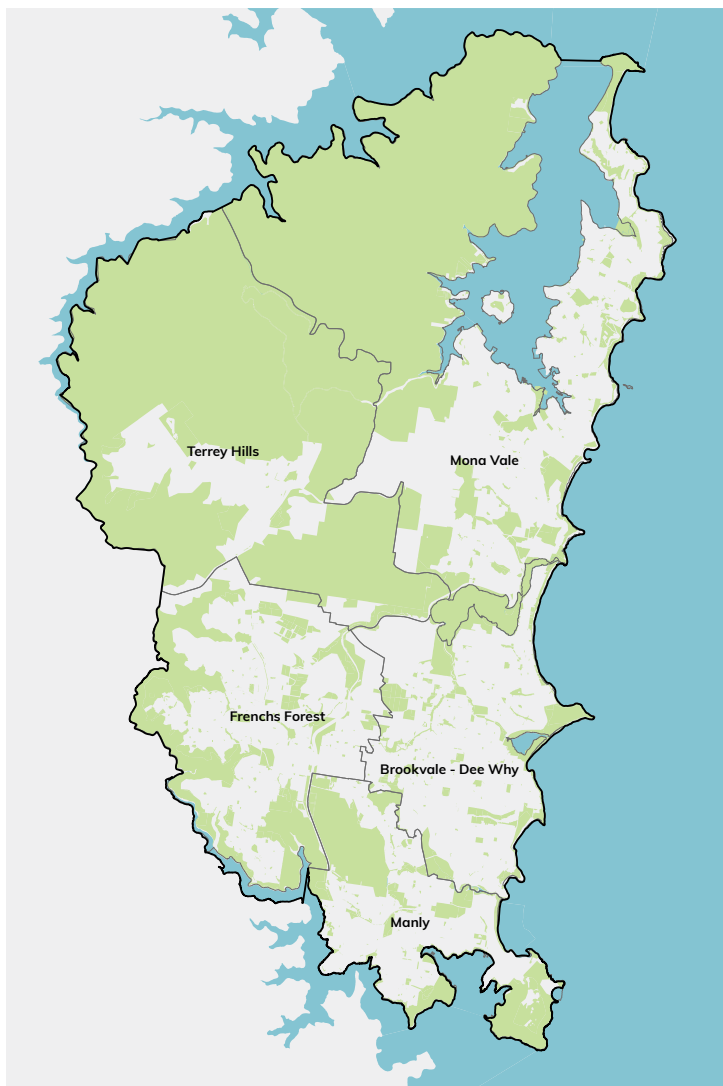 Terrey Hills
Mona Vale
Frenchs Forest
Brookvale - Dee Why
Manly